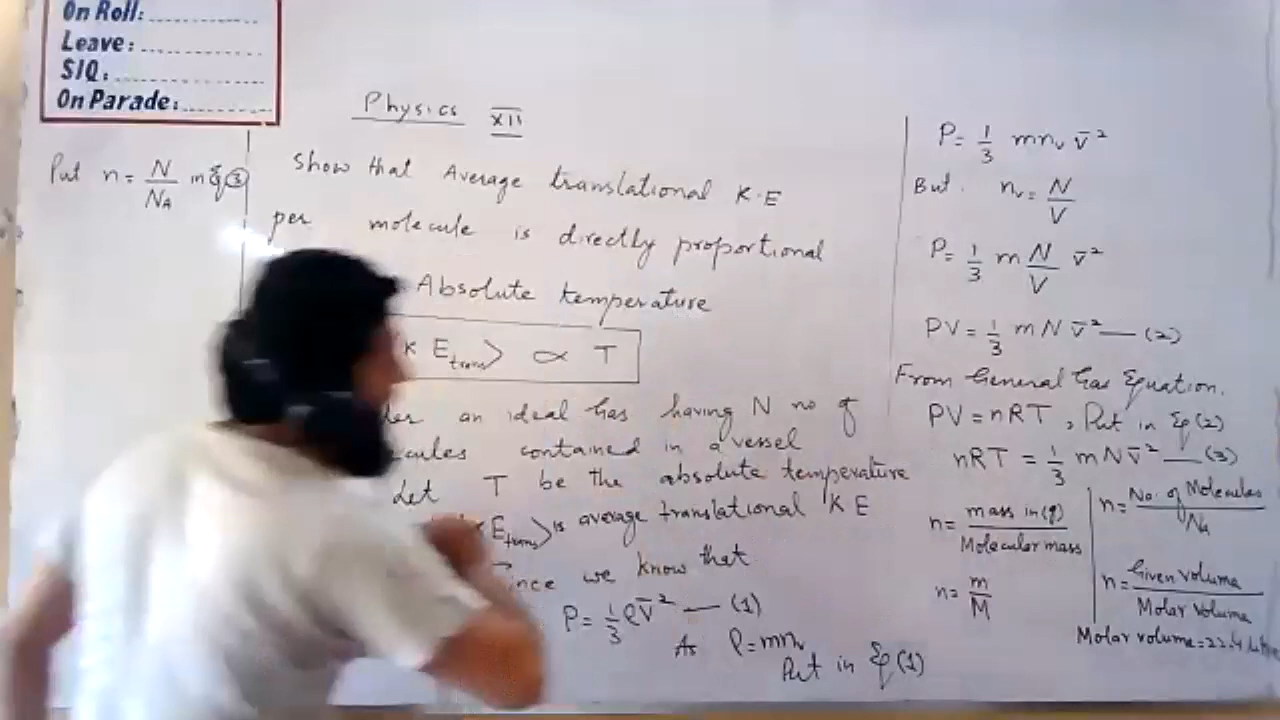 On Roll:
Leave:
SIQ:
On Parade:
Physics XII
Put n = N/NA in Eq ③
Show that Average translational K.E
per molecule is directly proportional
Absolute temperature
K E_trans> ∝ T
an ideal Gas having N no of
contained in a vessel
Let T be the absolute temperature
E_trans> is average translational K E
Since we know that
P = 1/3 ρ v̄² — (1)
As ρ = mnv
Put in Eq (1)
P = 1/3 mnv v̄²
But nv = N/V
P = 1/3 m N/V v̄²
PV = 1/3 m N v̄² — (2)
From General Gas Equation.
PV = nRT, Put in Eq (2)
nRT = 1/3 m N v̄² — (3)
n = mass in (g)/Molecular mass
n = m/M
n = No. of Molecules/NA
n = Given volume/Molar Volume
Molar volume = 22.4